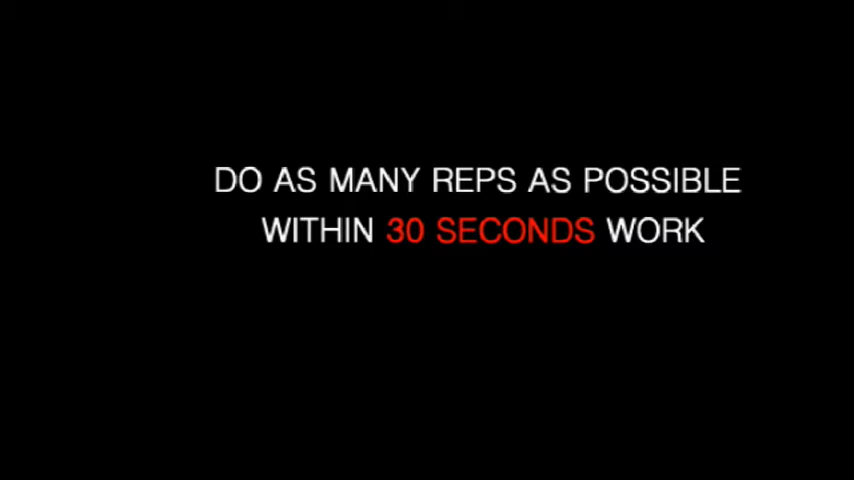 DO AS MANY REPS AS POSSIBLE
WITHIN 30 SECONDS WORK